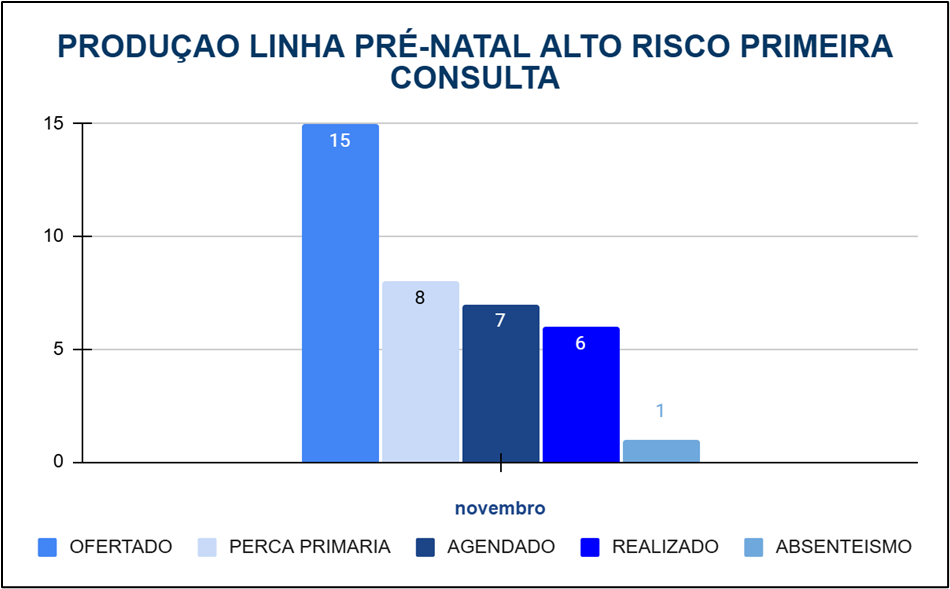 PRODUÇAO LINHA PRÉ-NATAL ALTO RISCO PRIMEIRA
CONSULTA
15
10
5
0
15
8
7
6
1
novembro
OFERTADO PERCA PRIMARIA AGENDADO REALIZADO ABSENTEISMO